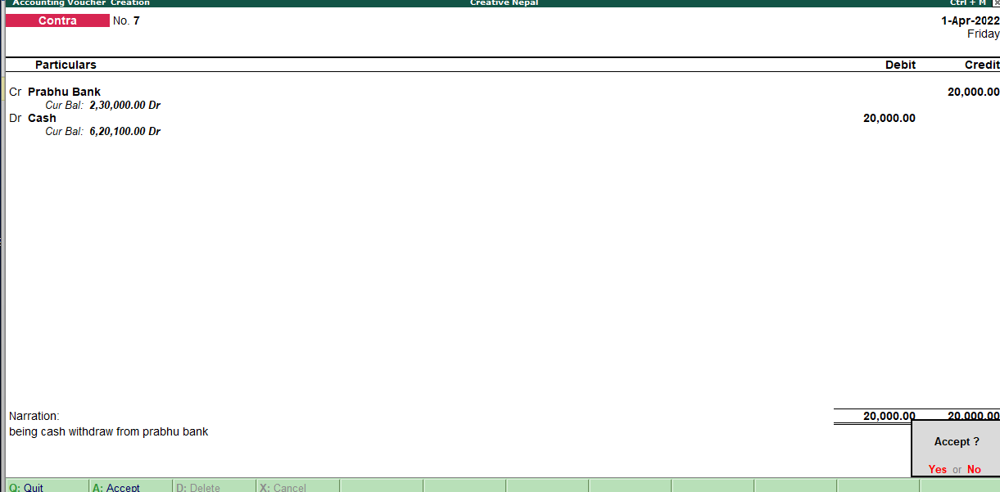 Accounting Voucher Creation Creative Nepal Ctrl + M
Contra No. 7 1-Apr-2022
Friday
Particulars Debit Credit
Cr Prabhu Bank 20,000.00
Cur Bal: 2,30,000.00 Dr
Dr Cash 20,000.00
Cur Bal: 6,20,100.00 Dr
Narration: 20,000.00 20,000.00
being cash withdraw from prabhu bank
Accept ?
Yes or No
Q: Quit A: Accept D: Delete X: Cancel